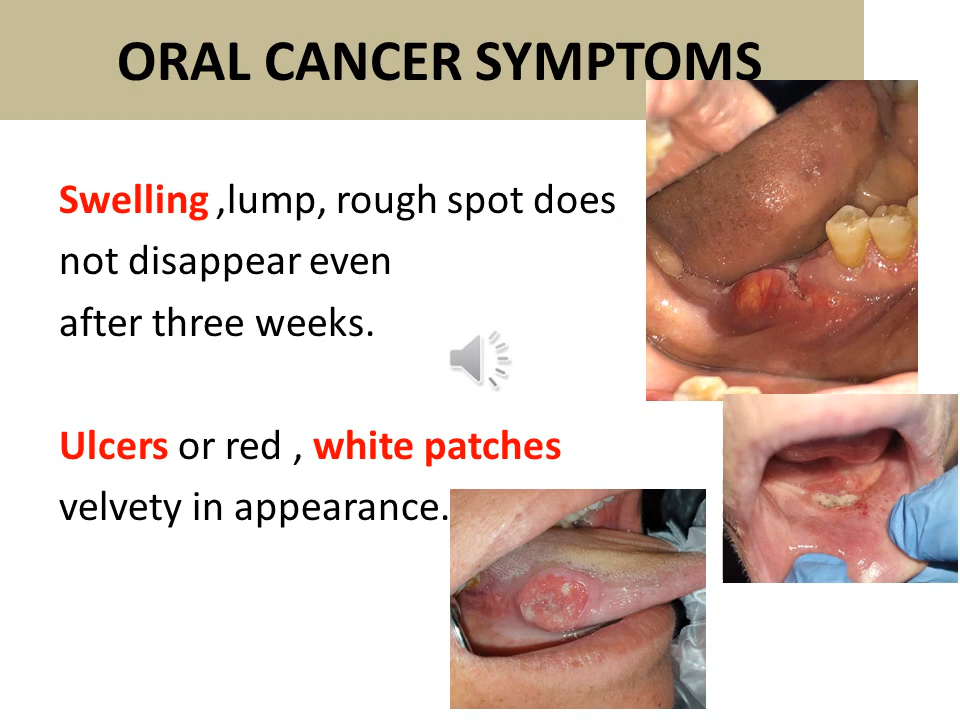 ORAL CANCER SYMPTOMS
Swelling ,lump, rough spot does
not disappear even
after three weeks.
Ulcers or red , white patches
velvety in appearance.